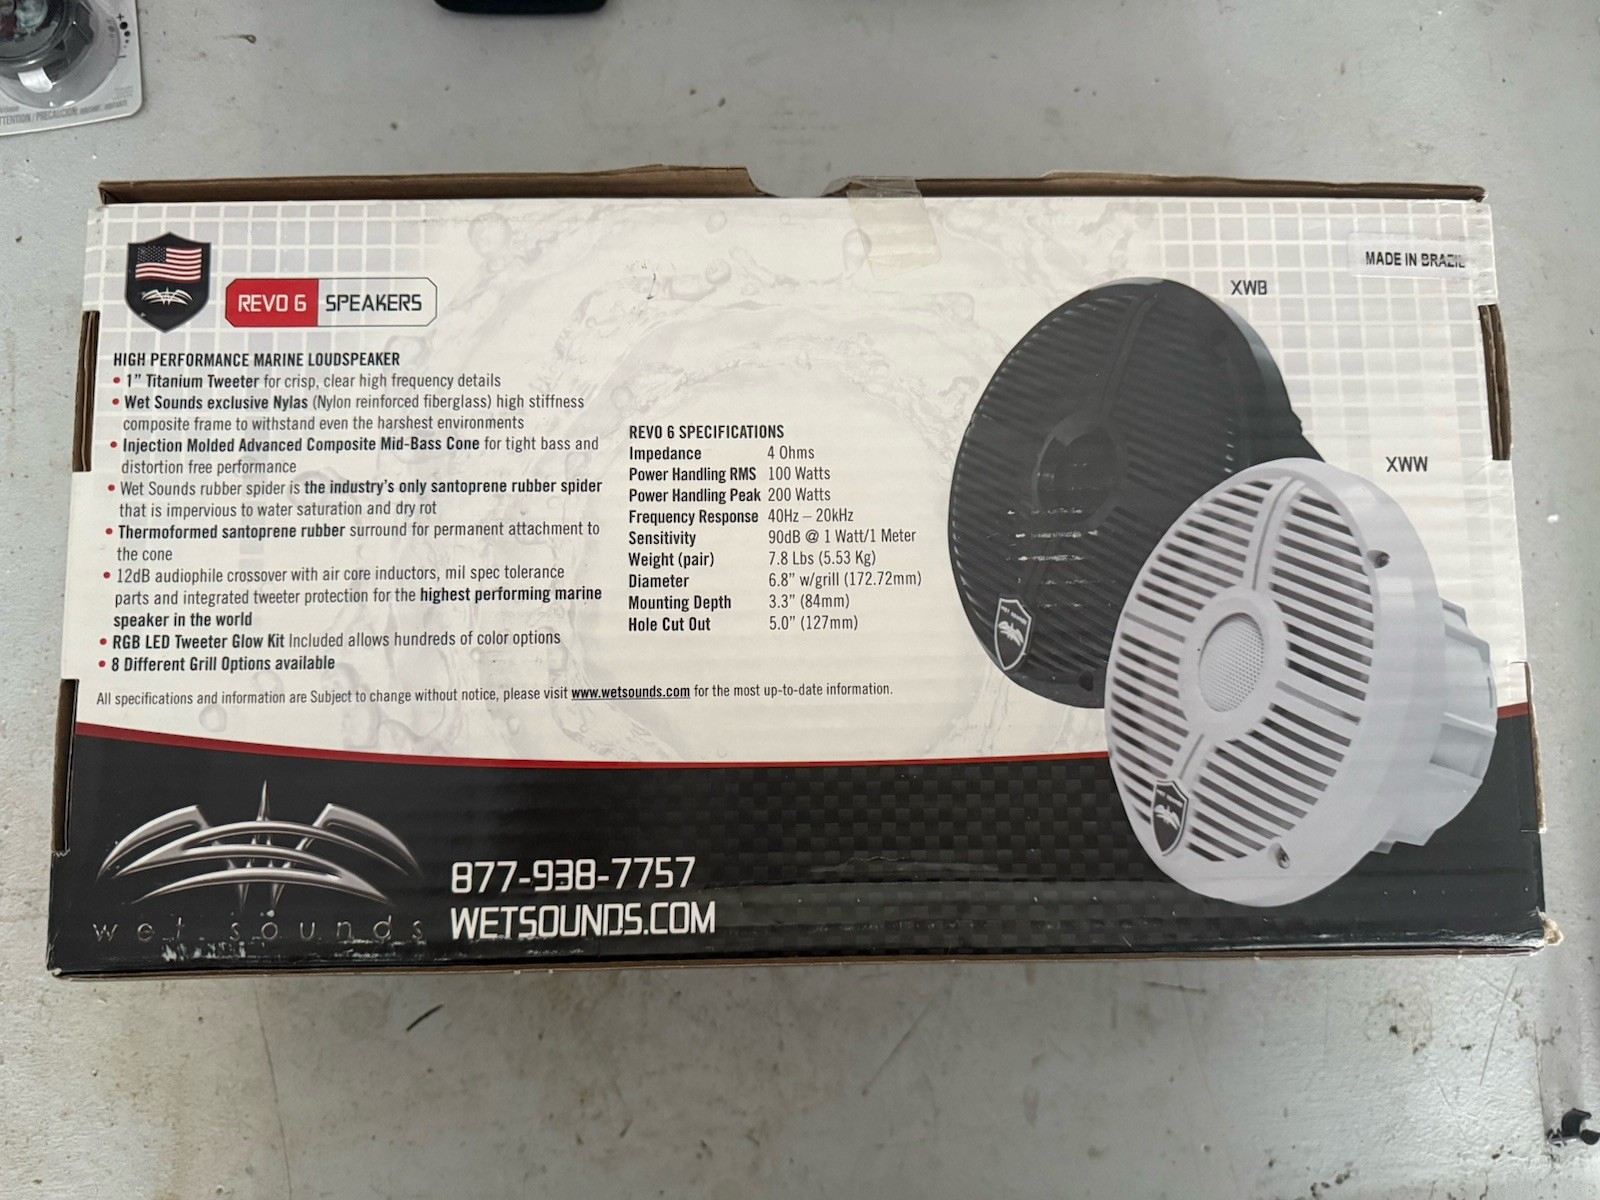 TTENTION / PRECAUCIÓN:
MADE IN BRAZIL
XWB
REVO 6 SPEAKERS
HIGH PERFORMANCE MARINE LOUDSPEAKER
• 1" Titanium Tweeter for crisp, clear high frequency details
• Wet Sounds exclusive Nylas (Nylon reinforced fiberglass) high stiffness
composite frame to withstand even the harshest environments
• Injection Molded Advanced Composite Mid-Bass Cone for tight bass and
distortion free performance
• Wet Sounds rubber spider is the industry's only santoprene rubber spider
that is impervious to water saturation and dry rot
• Thermoformed santoprene rubber surround for permanent attachment to
the cone
• 12dB audiophile crossover with air core inductors, mil spec tolerance
parts and integrated tweeter protection for the highest performing marine
speaker in the world
• RGB LED Tweeter Glow Kit Included allows hundreds of color options
• 8 Different Grill Options available
REVO 6 SPECIFICATIONS
Impedance 4 Ohms
Power Handling RMS 100 Watts
Power Handling Peak 200 Watts
Frequency Response 40Hz – 20kHz
Sensitivity 90dB @ 1 Watt/1 Meter
Weight (pair) 7.8 Lbs (5.53 Kg)
Diameter 6.8" w/grill (172.72mm)
Mounting Depth 3.3" (84mm)
Hole Cut Out 5.0" (127mm)
XWW
All specifications and information are Subject to change without notice, please visit www.wetsounds.com for the most up-to-date information.
wet sounds
877-938-7757
WETSOUNDS.COM